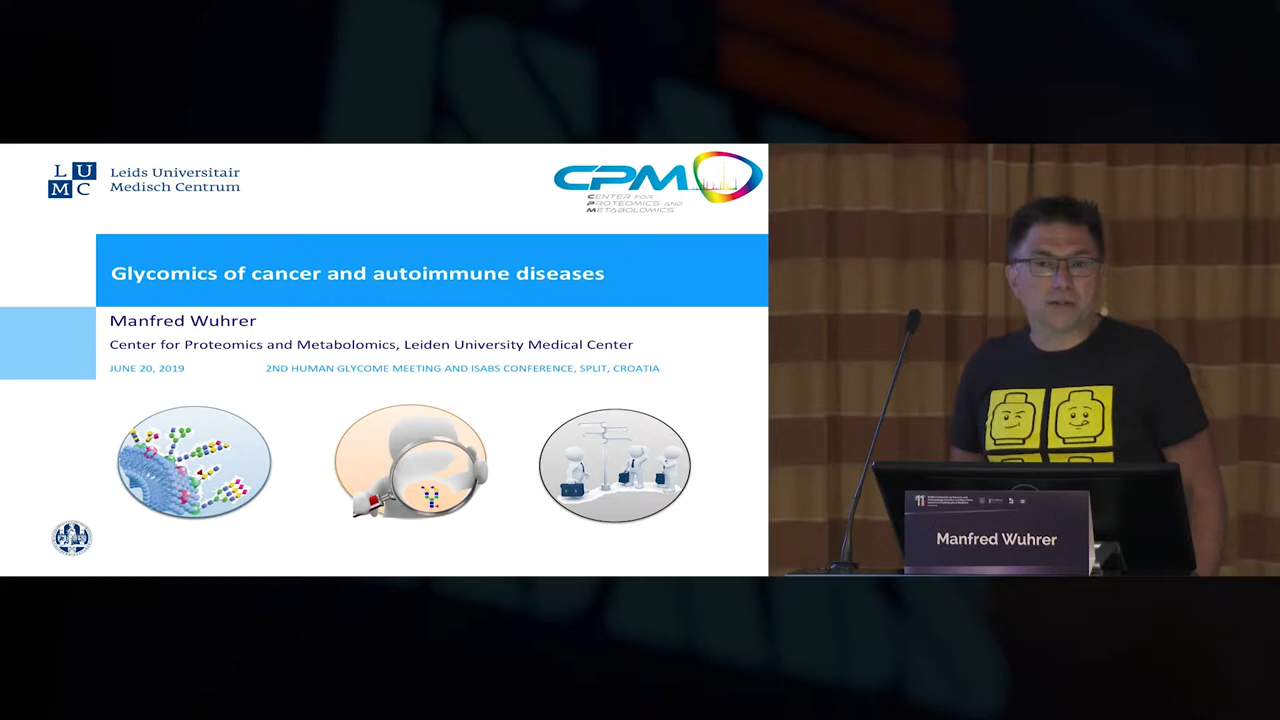 L U
M C
Leids Universitair
Medisch Centrum
CPM
CENTER FOR
PROTEOMICS AND
METABOLOMICS
Glycomics of cancer and autoimmune diseases
Manfred Wuhrer
Center for Proteomics and Metabolomics, Leiden University Medical Center
JUNE 20, 2019 2ND HUMAN GLYCOME MEETING AND ISABS CONFERENCE, SPLIT, CROATIA
11
Manfred Wuhrer